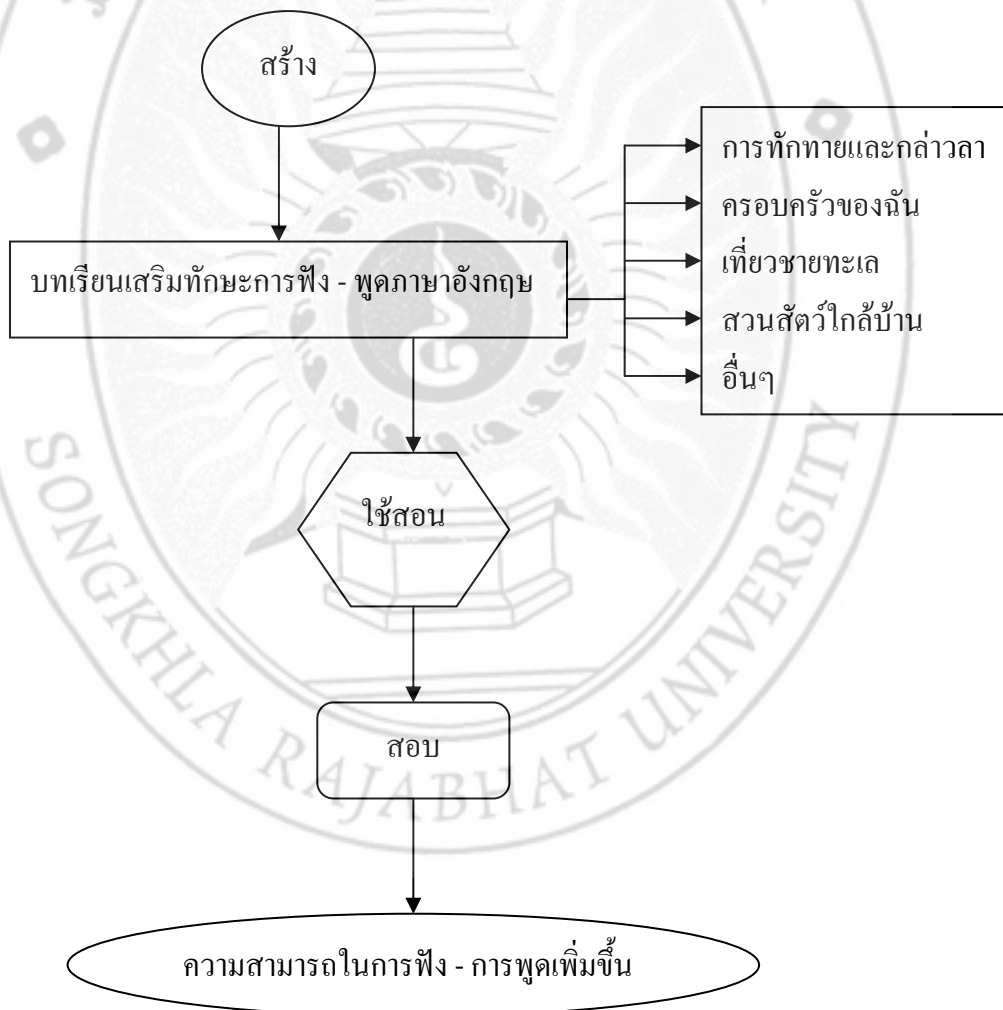 สร้าง
การทักทายและกล่าวลา
ครอบครัวของฉัน
เที่ยวชายทะเล
สวนสัตว์ใกล้บ้าน
อื่นๆ
บทเรียนเสริมทักษะการฟัง - พูดภาษาอังกฤษ
ใช้สอน
สอบ
ความสามารถในการฟัง - การพูดเพิ่มขึ้น
SONGKHLA RAJABHAT UNIVERSITY